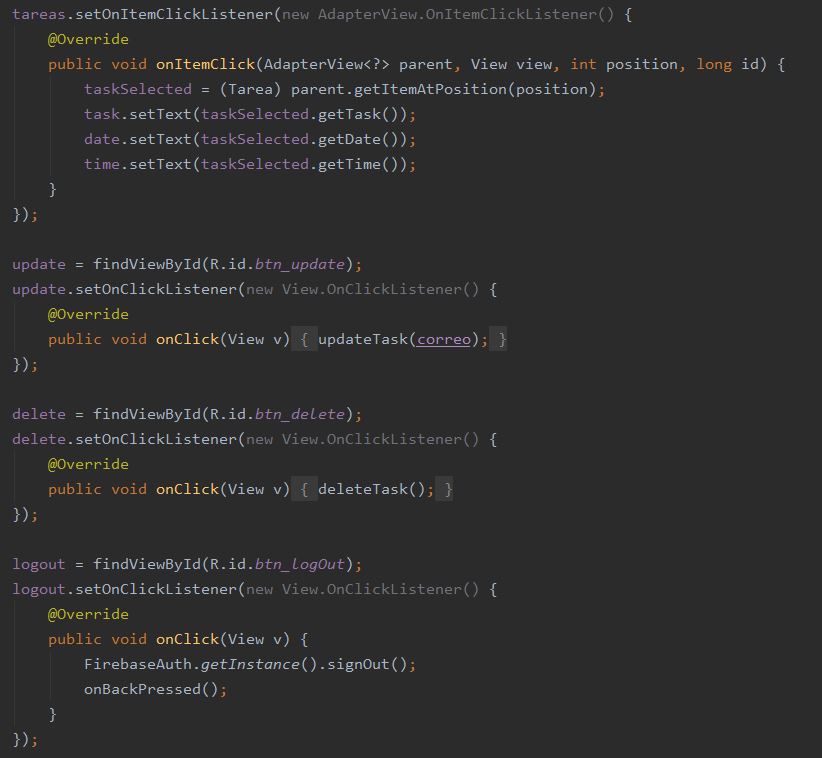 tareas.setOnItemClickListener(new AdapterView.OnItemClickListener() {
    @Override
    public void onItemClick(AdapterView<?> parent, View view, int position, long id) {
        taskSelected = (Tarea) parent.getItemAtPosition(position);
        task.setText(taskSelected.getTask());
        date.setText(taskSelected.getDate());
        time.setText(taskSelected.getTime());
    }
});
update = findViewById(R.id.btn_update);
update.setOnClickListener(new View.OnClickListener() {
    @Override
    public void onClick(View v) { updateTask(correo); }
});
delete = findViewById(R.id.btn_delete);
delete.setOnClickListener(new View.OnClickListener() {
    @Override
    public void onClick(View v) { deleteTask(); }
});
logout = findViewById(R.id.btn_logOut);
logout.setOnClickListener(new View.OnClickListener() {
    @Override
    public void onClick(View v) {
        FirebaseAuth.getInstance().signOut();
        onBackPressed();
    }
});